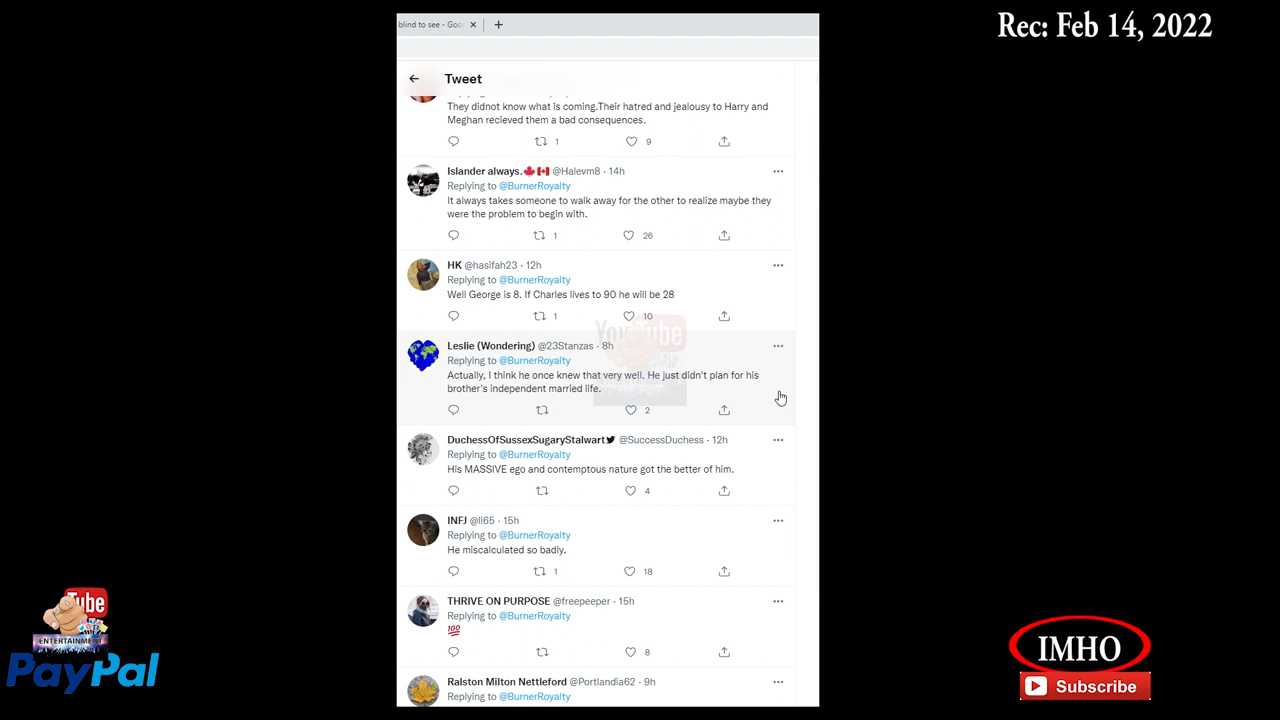 Rec: Feb 14, 2022
blind to see - Goo
Tweet
They didnot know what is coming.Their hatred and jealousy to Harry and
Meghan recieved them a bad consequences.
1 9
Islander always. @Halevm8 · 14h
Replying to @BurnerRoyalty
It always takes someone to walk away for the other to realize maybe they
were the problem to begin with.
1 26
HK @hasifah23 · 12h
Replying to @BurnerRoyalty
Well George is 8. If Charles lives to 90 he will be 28
1 10
Leslie (Wondering) @23Stanzas · 8h
Replying to @BurnerRoyalty
Actually, I think he once knew that very well. He just didn't plan for his
brother's independent married life.
2
DuchessOfSussexSugaryStalwart @SuccessDuchess · 12h
Replying to @BurnerRoyalty
His MASSIVE ego and contemptous nature got the better of him.
4
INFJ @ll65 · 15h
Replying to @BurnerRoyalty
He miscalculated so badly.
1 18
THRIVE ON PURPOSE @freepeeper · 15h
Replying to @BurnerRoyalty
💯
8
Ralston Milton Nettleford @Portlandia62 · 9h
Replying to @BurnerRoyalty
YouTube
Tube
ENTERTAINMENT
PayPal
IMHO
Subscribe